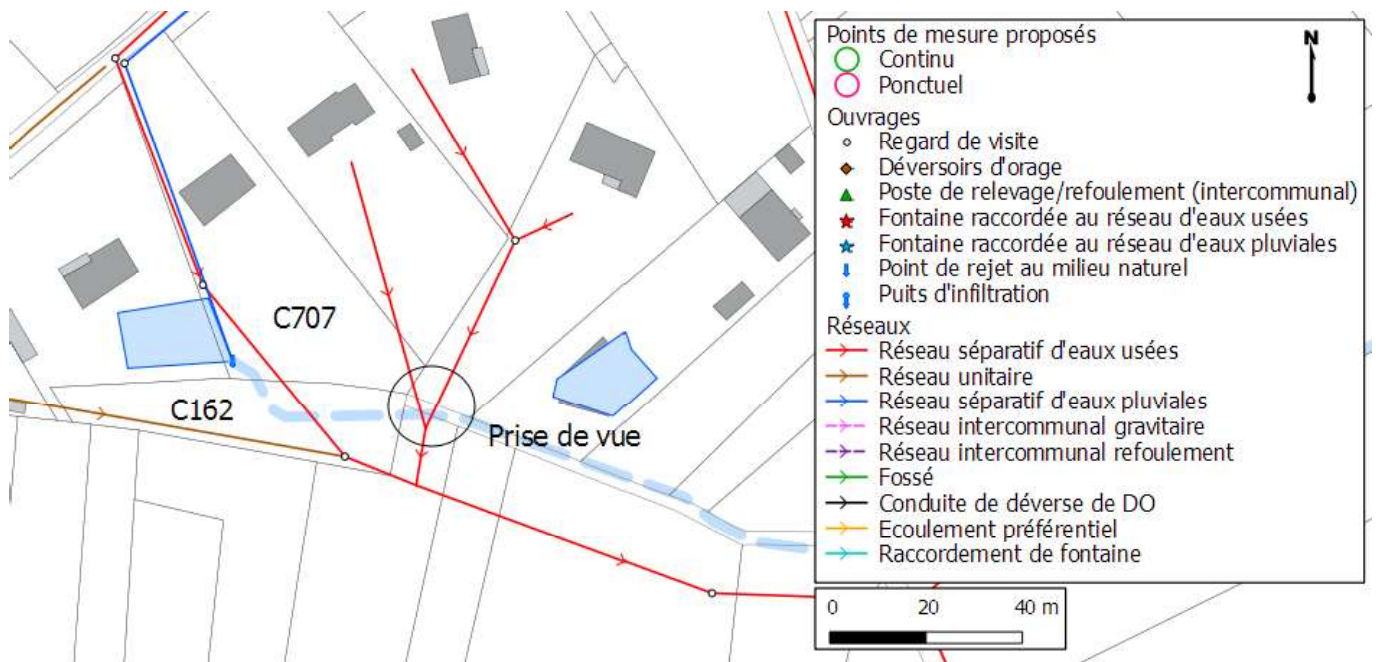 C707
C162
Prise de vue
Points de mesure proposés
Continu
Ponctuel
Ouvrages
Regard de visite
Déversoirs d'orage
Poste de relevage/refoulement (intercommunal)
Fontaine raccordée au réseau d'eaux usées
Fontaine raccordée au réseau d'eaux pluviales
Point de rejet au milieu naturel
Puits d'infiltration
Réseaux
Réseau séparatif d'eaux usées
Réseau unitaire
Réseau séparatif d'eaux pluviales
Réseau intercommunal gravitaire
Réseau intercommunal refoulement
Fossé
Conduite de déverse de DO
Ecoulement préférentiel
Raccordement de fontaine
N
0 20 40 m